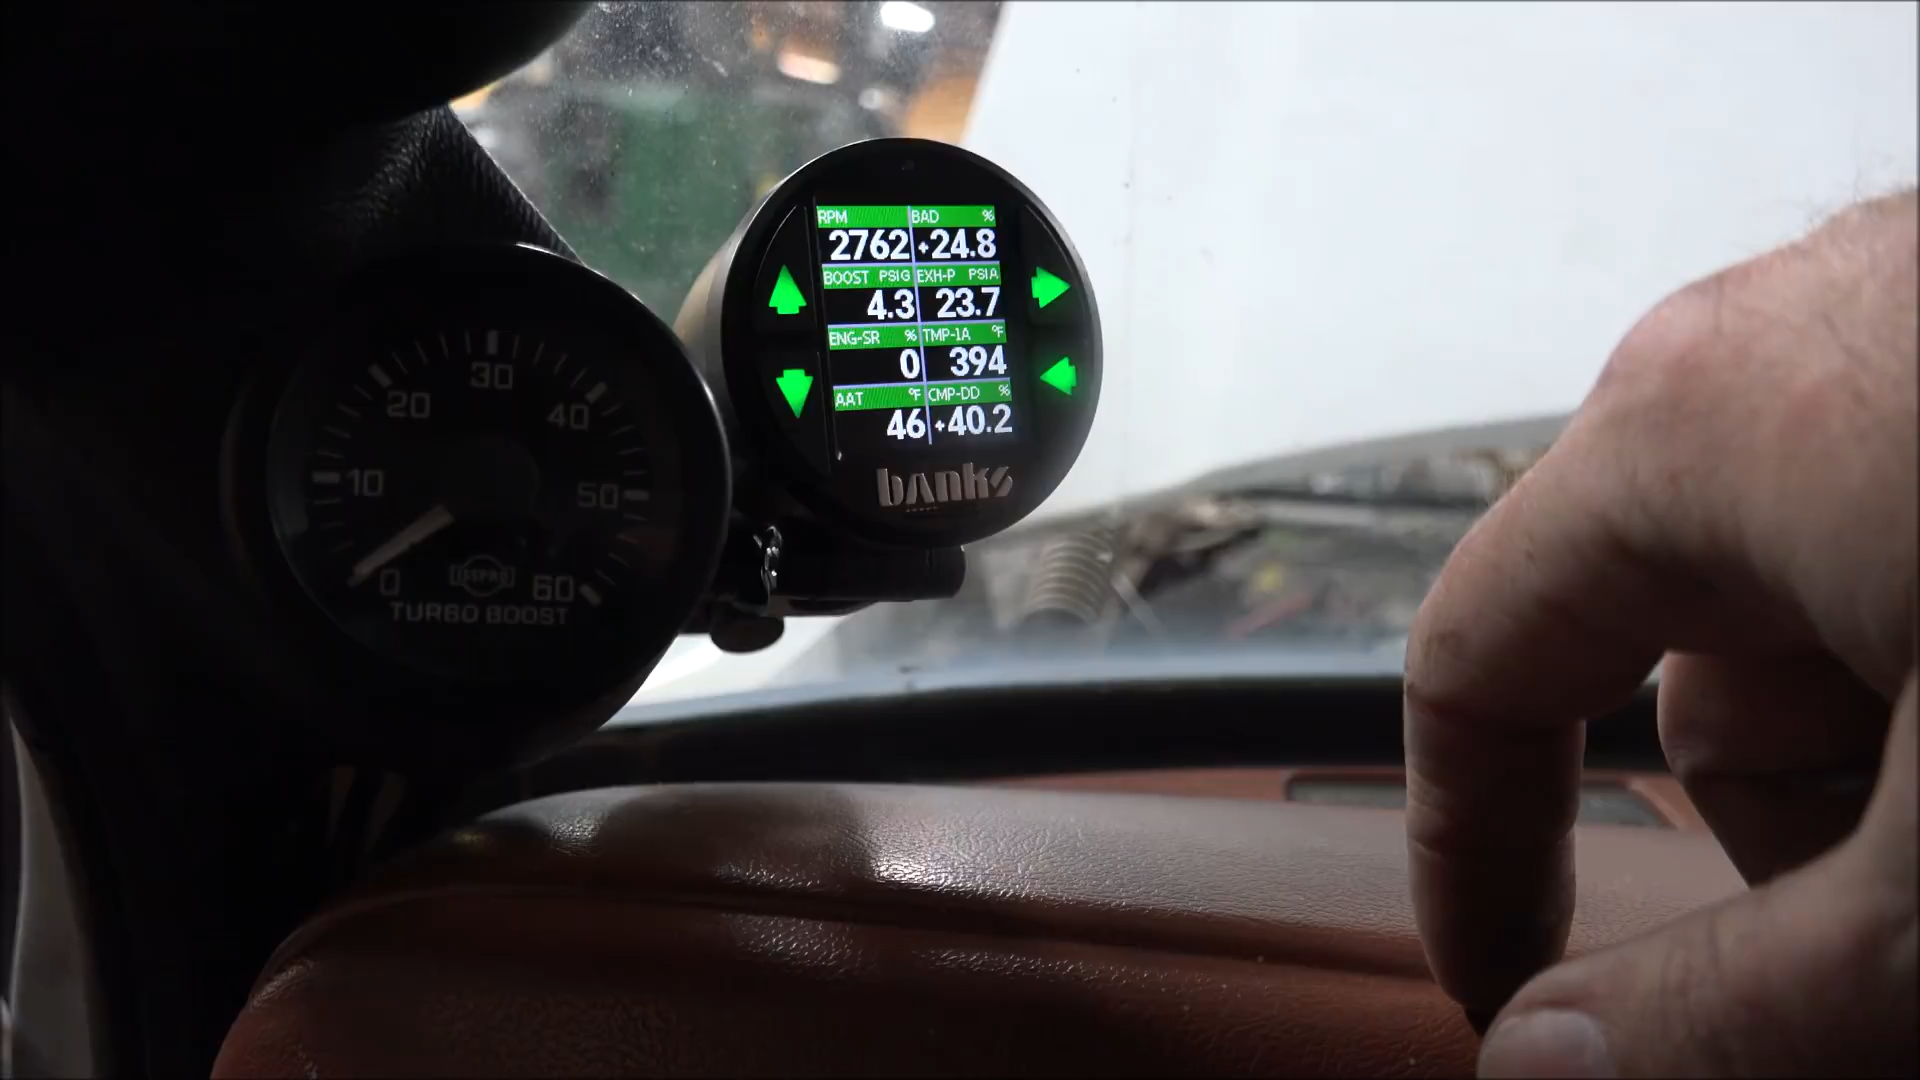 RPM BAD %
2762 +24.8
BOOST PSIG EXH-P PSIA
4.3 23.7
ENG-SR % TMP-1A °F
0 394
AAT °F CMP-DD %
46 +40.2
banks
30
20 40
10 50
0 ISSPRO 60
TURBO BOOST